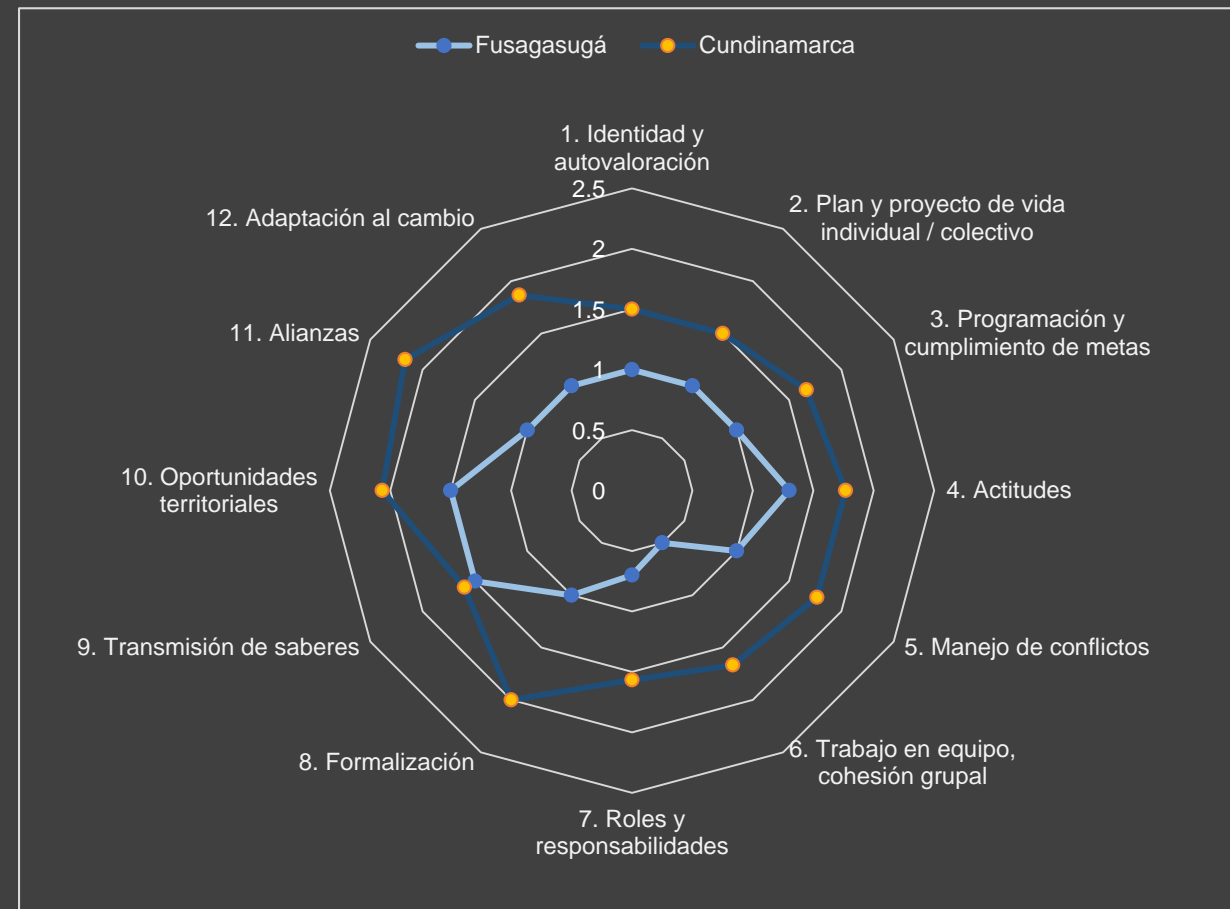 Fusagasugá
Cundinamarca
1. Identidad y
autovaloración
2. Plan y proyecto de vida
individual / colectivo
3. Programación y
cumplimiento de metas
4. Actitudes
5. Manejo de conflictos
6. Trabajo en equipo,
cohesión grupal
7. Roles y
responsabilidades
8. Formalización
9. Transmisión de saberes
10. Oportunidades
territoriales
11. Alianzas
12. Adaptación al cambio
2.5
2
1.5
1
0.5
0